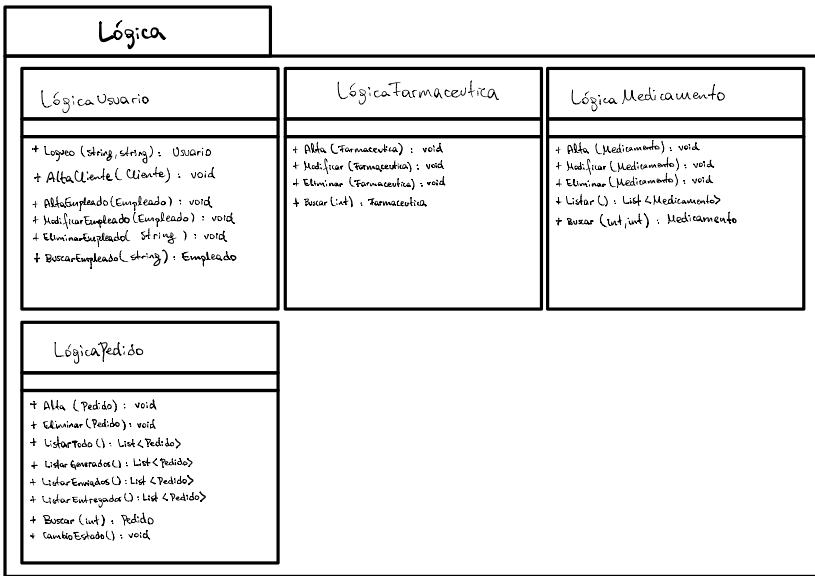 Lógica
LógicaUsuario
+ Logueo (string, string) : Usuario
+ AltaCliente( Cliente) : void
+ AltaEmpleado(Empleado) : void
+ ModificarEmpleado(Empleado) : void
+ EliminarEmpleado( String ) : void
+ BuscarEmpleado( string) : Empleado
LógicaFarmaceutica
+ Alta (Farmaceutica) : void
+ Modificar (Farmaceutica) : void
+ Eliminar (Farmaceutica) : void
+ Buscar (int) : Farmaceutica
Lógica Medicamento
+ Alta (Medicamento) : void
+ Modificar (Medicamento) : void
+ Eliminar (Medicamento) : void
+ Listar () : List <Medicamento>
+ Buscar (int, int) : Medicamento
LógicaPedido
+ Alta (Pedido) : void
+ Eliminar (Pedido) : void
+ ListarTodo () : List <Pedido>
+ Listar Generados () : List <Pedido>
+ ListarEnviados () : List <Pedido>
+ ListarEntregados () : List <Pedido>
+ Buscar (int) : Pedido
+ CambioEstado() : void